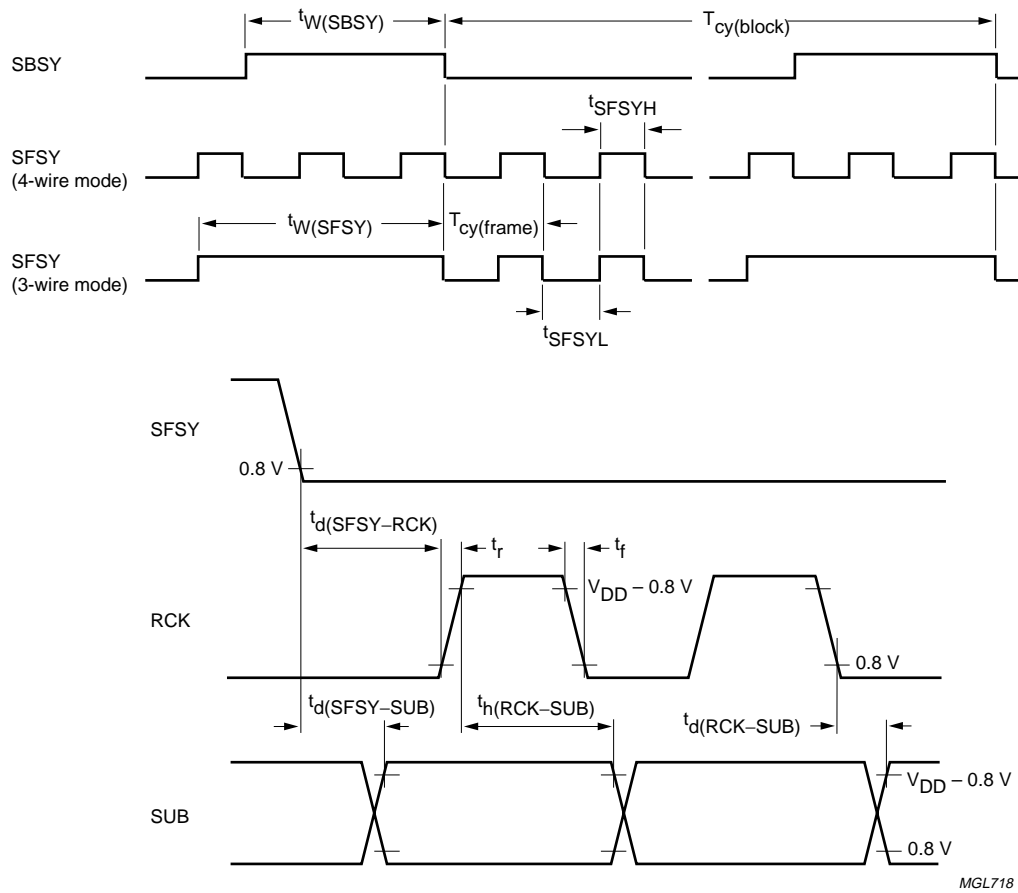 tW(SBSY)
Tcy(block)
SBSY
tSFSYH
SFSY
(4-wire mode)
tW(SFSY)
Tcy(frame)
SFSY
(3-wire mode)
tSFSYL
SFSY
0.8 V
td(SFSY–RCK)
tr
tf
VDD – 0.8 V
RCK
0.8 V
td(SFSY–SUB)
th(RCK–SUB)
td(RCK–SUB)
VDD – 0.8 V
SUB
0.8 V
MGL718